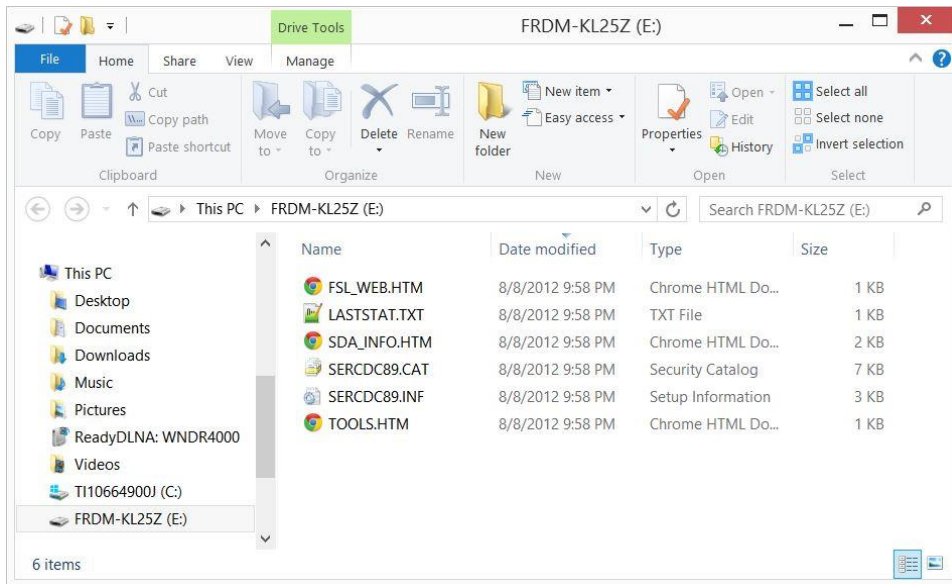 Drive Tools
FRDM-KL25Z (E:)
File Home Share View Manage
Copy
Paste
Cut
Copy path
Paste shortcut
Clipboard
Move to
Copy to
Delete
Rename
Organize
New folder
New item
Easy access
New
Properties
Open
Edit
History
Open
Select all
Select none
Invert selection
Select
This PC FRDM-KL25Z (E:)
Search FRDM-KL25Z (E:)
This PC
Desktop
Documents
Downloads
Music
Pictures
ReadyDLNA: WNDR4000
Videos
TI10664900J (C:)
FRDM-KL25Z (E:)
Name Date modified Type Size
FSL_WEB.HTM 8/8/2012 9:58 PM Chrome HTML Do... 1 KB
LASTSTAT.TXT 8/8/2012 9:58 PM TXT File 1 KB
SDA_INFO.HTM 8/8/2012 9:58 PM Chrome HTML Do... 2 KB
SERCDC89.CAT 8/8/2012 9:58 PM Security Catalog 7 KB
SERCDC89.INF 8/8/2012 9:58 PM Setup Information 3 KB
TOOLS.HTM 8/8/2012 9:58 PM Chrome HTML Do... 1 KB
6 items